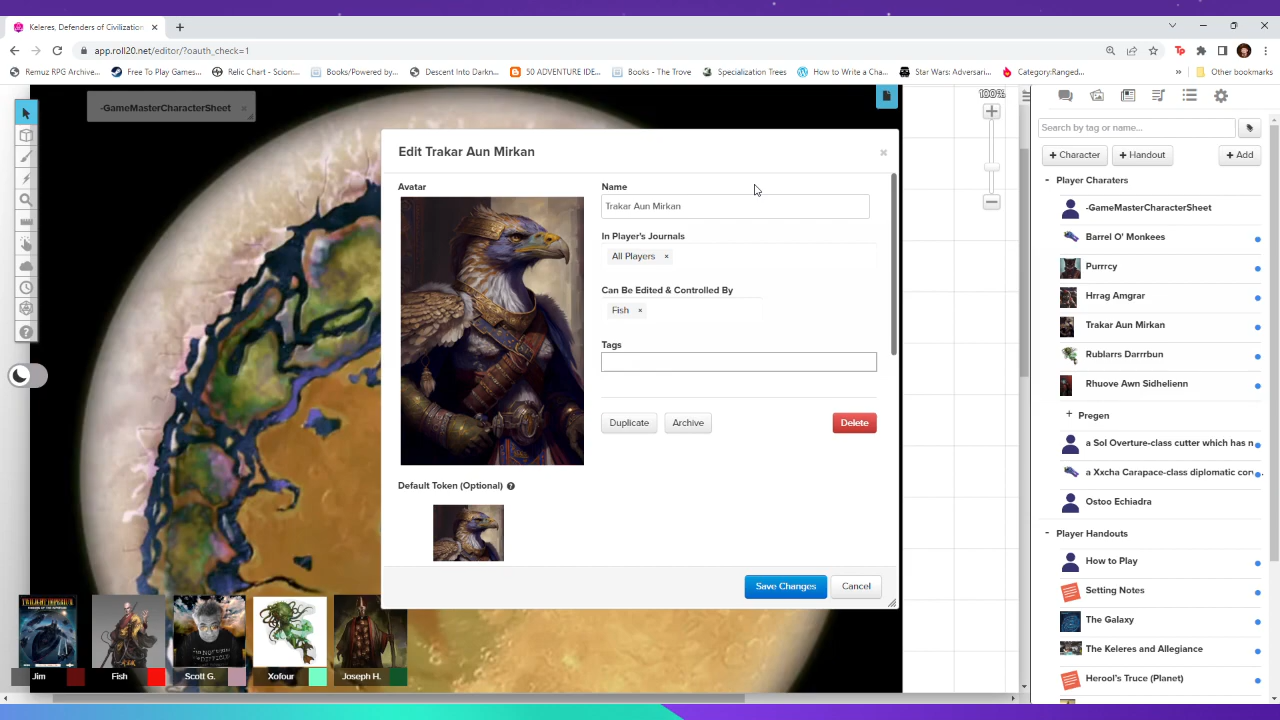 Keleres, Defenders of Civilization
app.roll20.net/editor/?oauth_check=1
Remuz RPG Archive...
Free To Play Games...
Relic Chart - Scion:...
Books/Powered by...
Descent Into Darkn...
50 ADVENTURE IDE...
Books - The Trove
Specialization Trees
How to Write a Cha...
Star Wars: Adversari...
Category:Ranged...
»
Other bookmarks
-GameMasterCharacterSheet ×
100%
Edit Trakar Aun Mirkan
Avatar
Name
Trakar Aun Mirkan
In Player's Journals
All Players ×
Can Be Edited & Controlled By
Fish ×
Tags
Duplicate
Archive
Delete
Default Token (Optional)
Save Changes
Cancel
Jim
Fish
Scott G.
Xofour
Joseph H.
Search by tag or name...
+ Character
+ Handout
+ Add
- Player Charaters
-GameMasterCharacterSheet
Barrel O' Monkees
Purrrcy
Hrrag Amgrar
Trakar Aun Mirkan
Rublarrs Darrrbun
Rhuove Awn Sidhelienn
+ Pregen
a Sol Overture-class cutter which has n
a Xxcha Carapace-class diplomatic cor...
Ostoo Echiadra
- Player Handouts
How to Play
Setting Notes
The Galaxy
The Keleres and Allegiance
Herool's Truce (Planet)